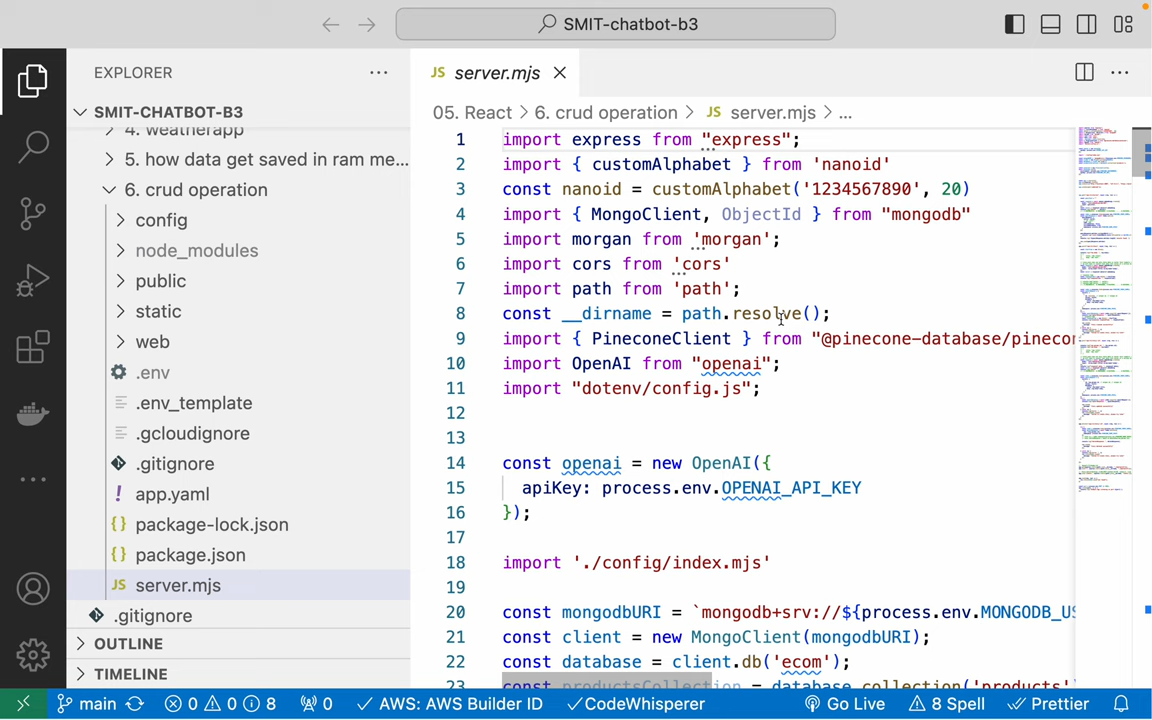 SMIT-chatbot-b3
EXPLORER
SMIT-CHATBOT-B3
4. weatherapp
5. how data get saved in ram me...
6. crud operation
config
node_modules
public
static
web
.env
.env_template
.gcloudignore
.gitignore
app.yaml
package-lock.json
package.json
server.mjs
.gitignore
OUTLINE
TIMELINE
JS server.mjs
05. React > 6. crud operation > JS server.mjs > ...
1 import express from "express";
2 import { customAlphabet } from 'nanoid'
3 const nanoid = customAlphabet('1234567890', 20)
4 import { MongoClient, ObjectId } from "mongodb"
5 import morgan from 'morgan';
6 import cors from 'cors'
7 import path from 'path';
8 const __dirname = path.resolve();
9 import { PineconeClient } from "@pinecone-database/pinecon
10 import OpenAI from "openai";
11 import "dotenv/config.js";
12
13
14 const openai = new OpenAI({
15 apiKey: process.env.OPENAI_API_KEY
16 });
17
18 import './config/index.mjs'
19
20 const mongodbURI = `mongodb+srv://${process.env.MONGODB_US
21 const client = new MongoClient(mongodbURI);
22 const database = client.db('ecom');
23 const productsCollection = database.collection('products')
main 0 0 8 0 AWS: AWS Builder ID CodeWhisperer Go Live 8 Spell Prettier